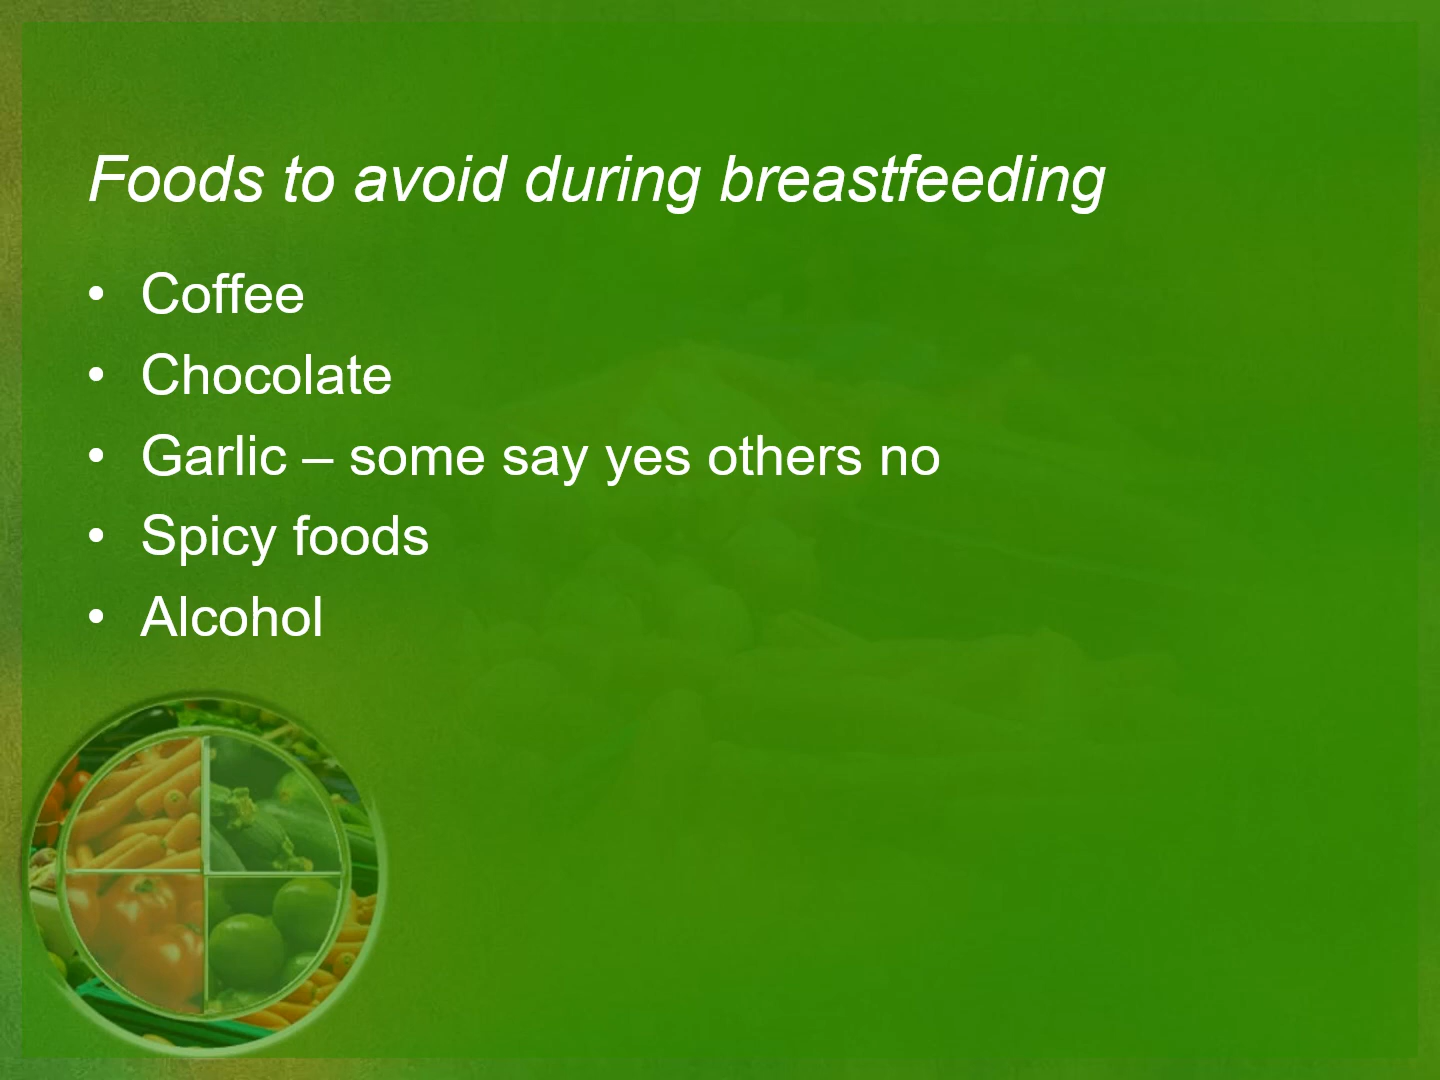 Foods to avoid during breastfeeding
• Coffee
• Chocolate
• Garlic – some say yes others no
• Spicy foods
• Alcohol